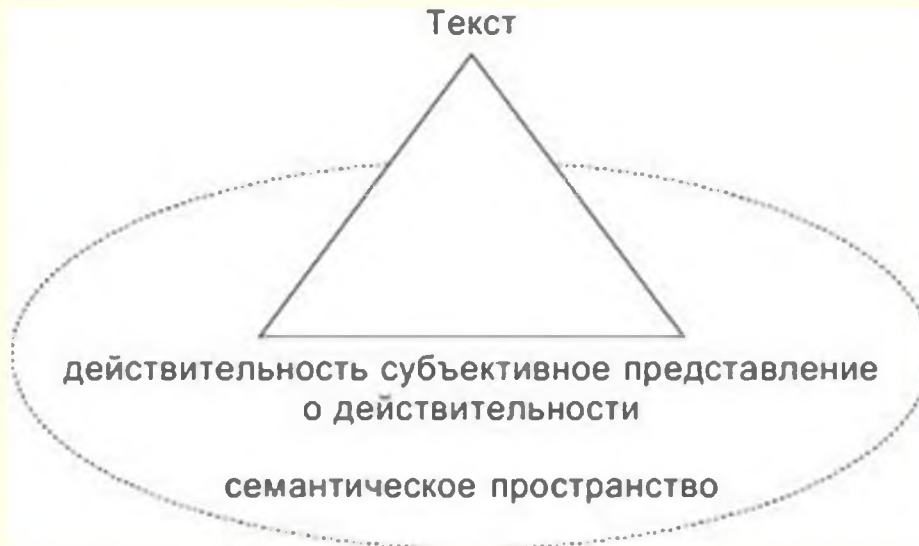 Текст
действительность субъективное представление
о действительности
семантическое пространство